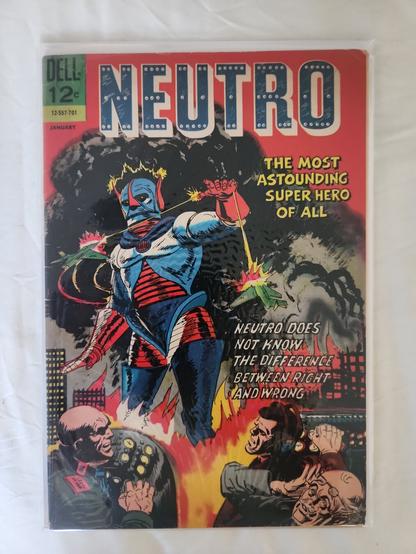 DELL
12¢
12-557-701
JANUARY
NEUTRO
THE MOST
ASTOUNDING
SUPER HERO
OF ALL
NEUTRO DOES
NOT KNOW
THE DIFFERENCE
BETWEEN RIGHT
AND WRONG